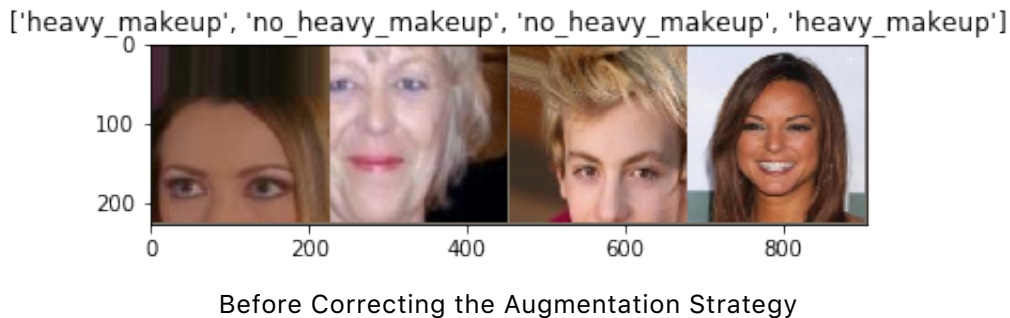 ['heavy_makeup', 'no_heavy_makeup', 'no_heavy_makeup', 'heavy_makeup']
0
100
200
0 200 400 600 800
Before Correcting the Augmentation Strategy